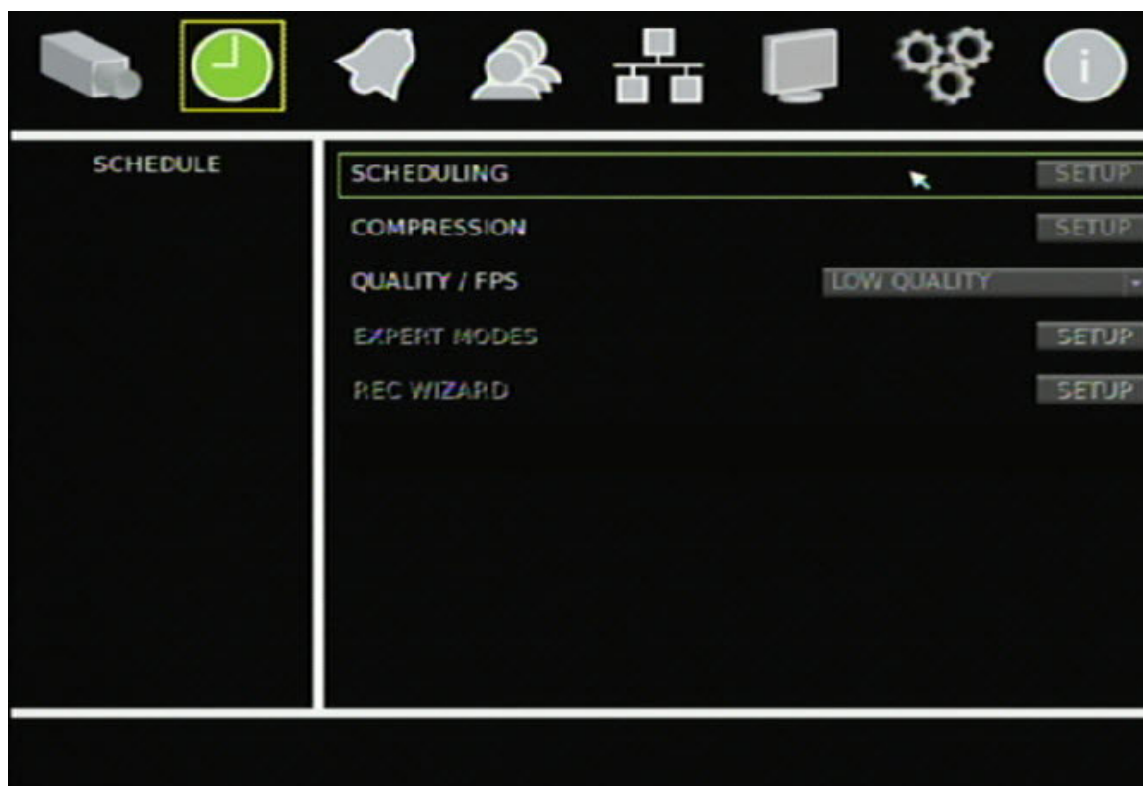 SCHEDULE
SCHEDULING SETUP
COMPRESSION SETUP
QUALITY / FPS LOW QUALITY
EXPERT MODES SETUP
REC WIZARD SETUP